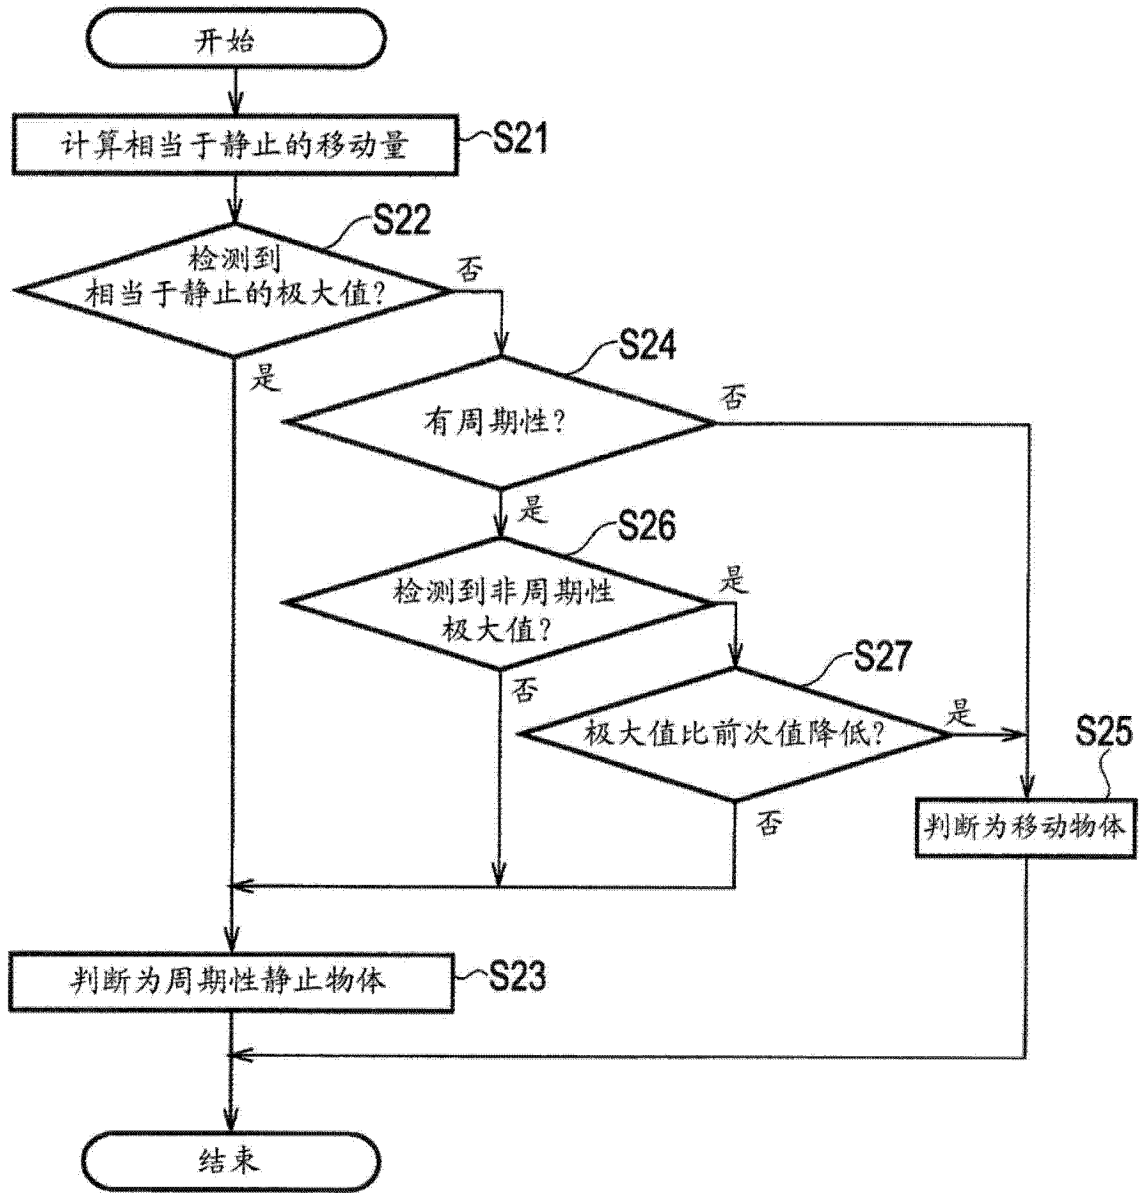 开始
计算相当于静止的移动量
S21
S22
检测到
相当于静止的极大值?
否
是
S24
有周期性?
否
是
S26
检测到非周期性
极大值?
是
否
S27
极大值比前次值降低?
是
否
S25
判断为移动物体
判断为周期性静止物体
S23
结束